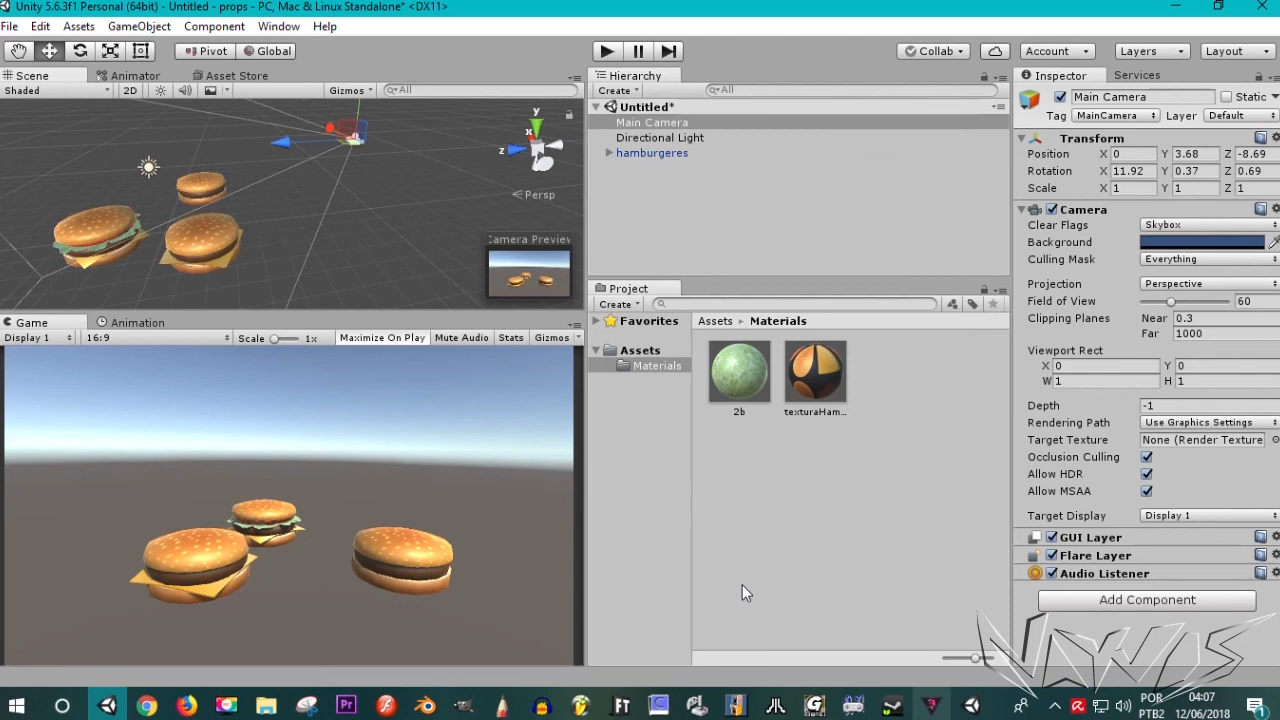 Unity 5.6.3f1 Personal (64bit) - Untitled - props - PC, Mac & Linux Standalone* <DX11>
File Edit Assets GameObject Component Window Help
Pivot Global Collab Account Layers Layout
Scene Animator Asset Store
Shaded 2D Gizmos All
y
x
z
Persp
Camera Preview
Game Animation
Display 1 16:9 Scale 1x Maximize On Play Mute Audio Stats Gizmos
Hierarchy
Create All
Untitled*
Main Camera
Directional Light
hamburgeres
Project
Create
Favorites
Assets
Materials
Assets Materials
2b texturaHam...
Inspector Services
Main Camera Static
Tag MainCamera Layer Default
Transform
Position X 0 Y 3.68 Z -8.69
Rotation X 11.92 Y 0.37 Z 0.69
Scale X 1 Y 1 Z 1
Camera
Clear Flags Skybox
Background
Culling Mask Everything
Projection Perspective
Field of View 60
Clipping Planes Near 0.3
Far 1000
Viewport Rect
X 0 Y 0
W 1 H 1
Depth -1
Rendering Path Use Graphics Settings
Target Texture None (Render Texture
Occlusion Culling
Allow HDR
Allow MSAA
Target Display Display 1
GUI Layer
Flare Layer
Audio Listener
Add Component
POR
PTB2
04:07
12/06/2018